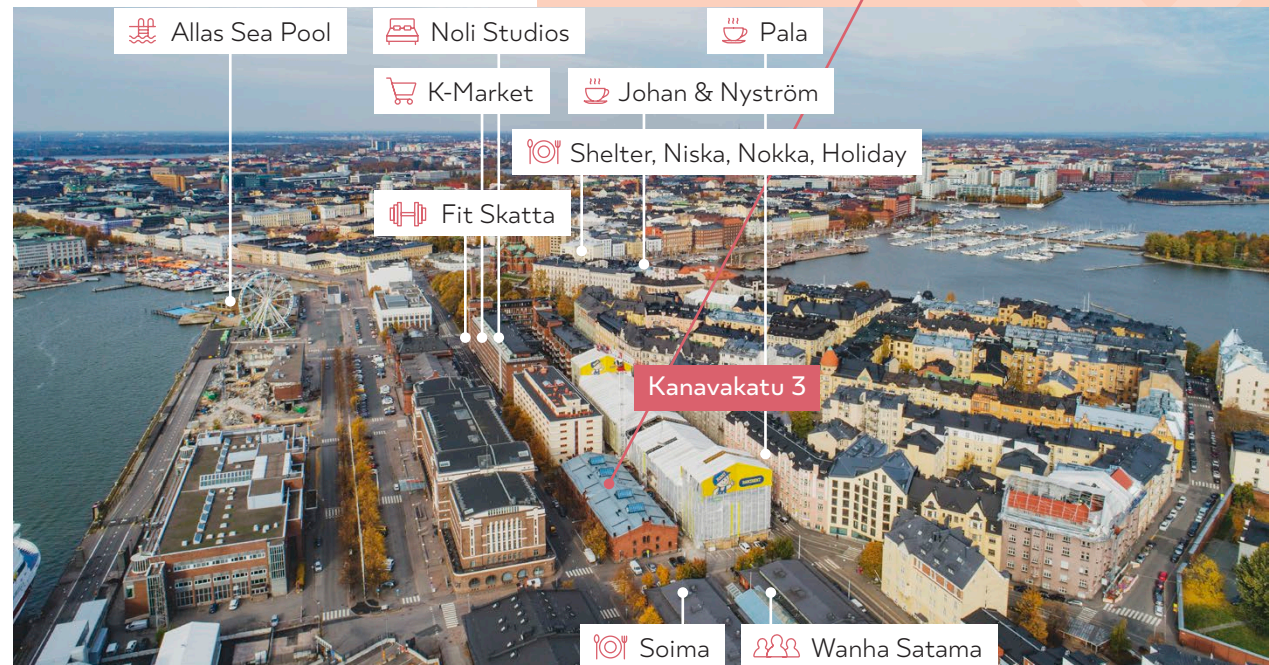 Allas Sea Pool
Noli Studios
Pala
K-Market
Johan & Nyström
Shelter, Niska, Nokka, Holiday
Fit Skatta
Kanavakatu 3
Soima
Wanha Satama